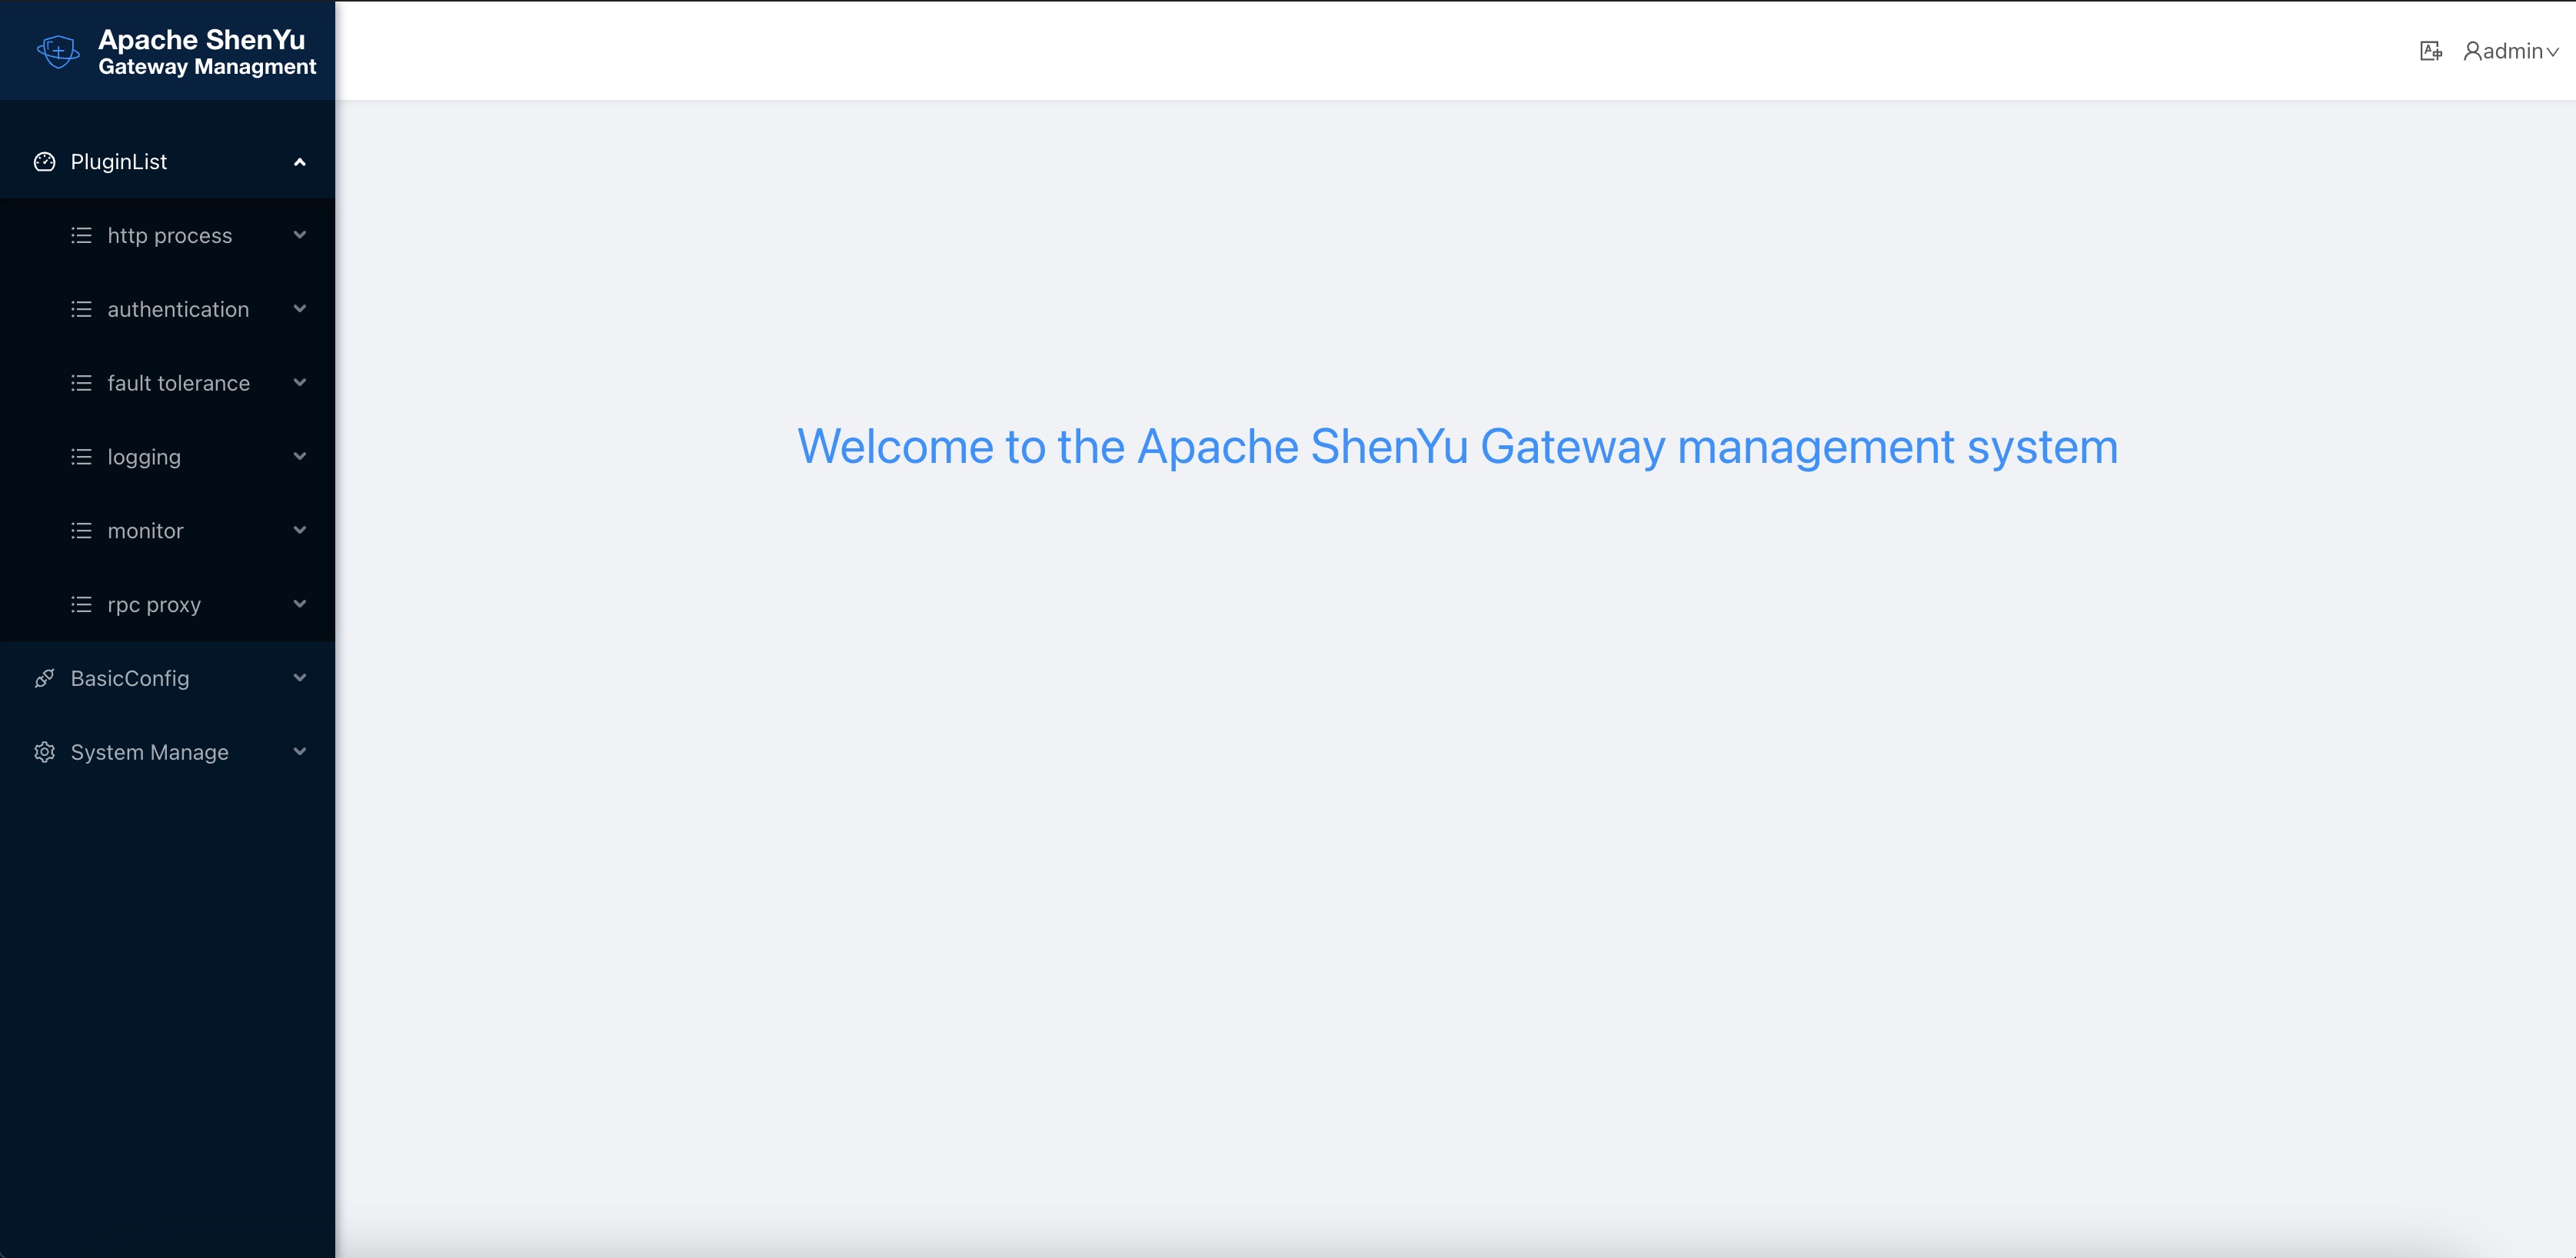 Apache ShenYu
Gateway Managment
admin
PluginList
http process
authentication
fault tolerance
logging
monitor
rpc proxy
BasicConfig
System Manage
Welcome to the Apache ShenYu Gateway management system